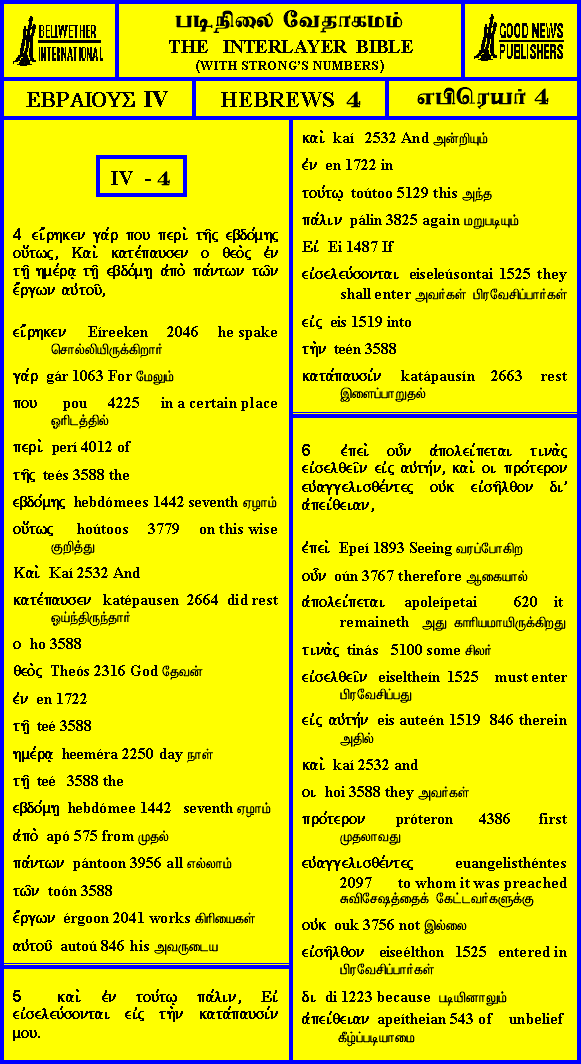 BELLWETHER
INTERNATIONAL
படிநிலை வேதாகமம்
THE INTERLAYER BIBLE
(WITH STRONG'S NUMBERS)
GOOD NEWS
PUBLISHERS
ΕΒΡΑΙΟΥΣ IV
HEBREWS 4
எபிரெயர் 4
IV - 4
4 εἴρηκεν γάρ που περὶ τῆς εβδόμης
οὕτως, Καὶ κατέπαυσεν ο θεὸς ἐν
τῇ ημέρᾳ τῇ εβδόμῃ ἀπὸ πάντων τῶν
ἔργων αὐτοῦ,
εἴρηκεν Eíreeken 2046 he spake
சொல்லியிருக்கிறார்
γάρ gár 1063 For மேலும்
που pou 4225 in a certain place
ஓரிடத்தில்
περὶ perí 4012 of
τῆς teés 3588 the
εβδόμης hebdómees 1442 seventh ஏழாம்
οὕτως hoútoos 3779 on this wise
குறித்து
Καὶ Kaí 2532 And
κατέπαυσεν katépausen 2664 did rest
ஓய்ந்திருந்தார்
ο ho 3588
θεὸς Theós 2316 God தேவன்
ἐν en 1722
τῇ teé 3588
ημέρᾳ heeméra 2250 day நாள்
τῇ teé 3588 the
εβδόμῃ hebdómee 1442 seventh ஏழாம்
ἀπὸ apó 575 from முதல்
πάντων pántoon 3956 all எல்லாம்
τῶν toón 3588
ἔργων érgoon 2041 works கிரியைகள்
αὐτοῦ autoú 846 his அவருடைய
5 καὶ ἐν τούτῳ πάλιν, Εἰ
εἰσελεύσονται εἰς τὴν κατάπαυσίν
μου.
καὶ kaí 2532 And அன்றியும்
ἐν en 1722 in
τούτῳ toútoo 5129 this அந்த
πάλιν pálin 3825 again மறுபடியும்
Εἰ Ei 1487 If
εἰσελεύσονται eiseleúsontai 1525 they
shall enter அவர்கள் பிரவேசிப்பார்கள்
εἰς eis 1519 into
τὴν teén 3588
κατάπαυσίν katápausín 2663 rest
இளைப்பாறுதல்
6 ἐπεὶ οὖν ἀπολείπεται τινὰς
εἰσελθεῖν εἰς αὐτήν, καὶ οι πρότερον
εὐαγγελισθέντες οὐκ εἰσῆλθον δι'
ἀπείθειαν,
ἐπεὶ Epeí 1893 Seeing வரப்போகிற
οὖν oún 3767 therefore ஆகையால்
ἀπολείπεται apoleípetai 620 it
remaineth அது காரியமாயிருக்கிறது
τινὰς tinás 5100 some சிலர்
εἰσελθεῖν eiseltheín 1525 must enter
பிரவேசிப்பது
εἰς αὐτήν eis auteén 1519 846 therein
அதில்
καὶ kaí 2532 and
οι hoi 3588 they அவர்கள்
πρότερον próteron 4386 first
முதலாவது
εὐαγγελισθέντες euangelisthéntes
2097 to whom it was preached
சுவிசேஷத்தைக் கேட்டவர்களுக்கு
οὐκ ouk 3756 not இல்லை
εἰσῆλθον eiseélthon 1525 entered in
பிரவேசிப்பார்கள்
δι di 1223 because படியினாலும்
ἀπείθειαν apeítheian 543 of unbelief
கீழ்ப்படியாமை